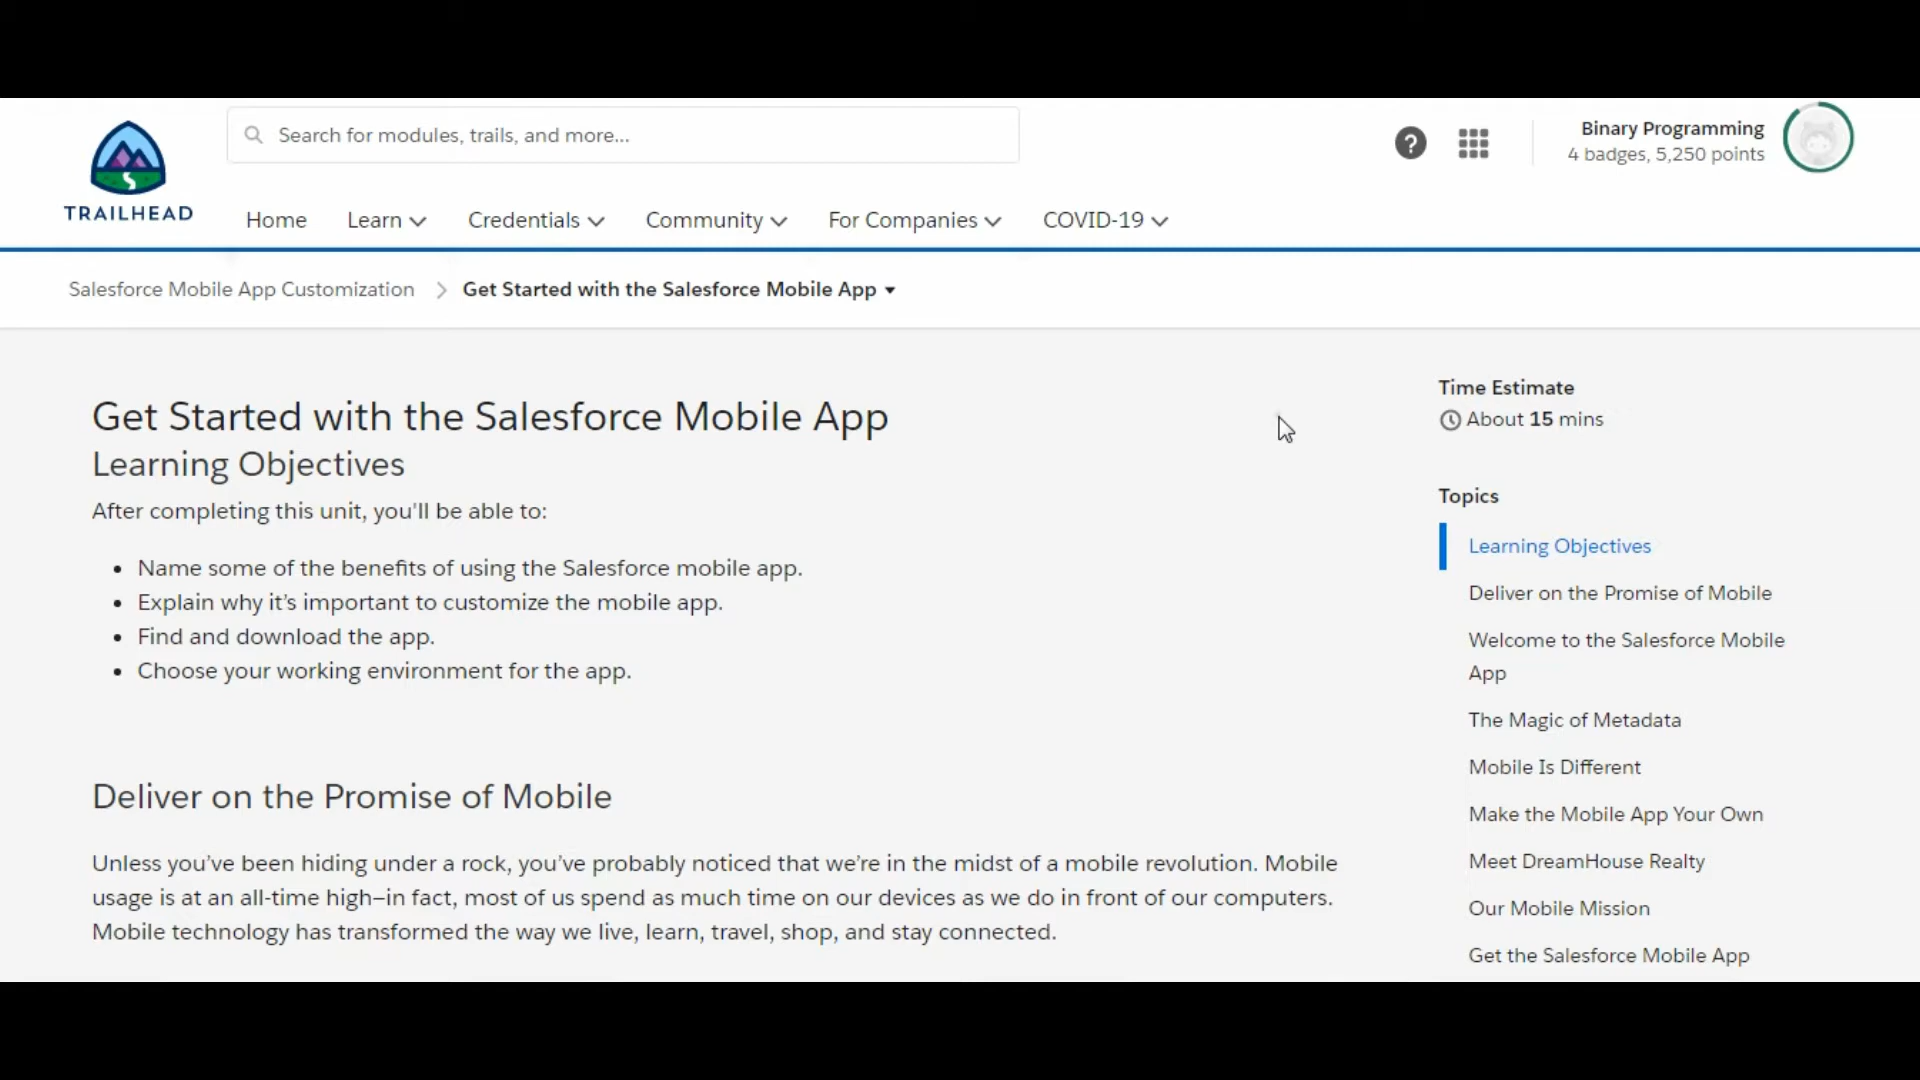 Search for modules, trails, and more...
?
Binary Programming
4 badges, 5,250 points
TRAILHEAD
Home
Learn
Credentials
Community
For Companies
COVID-19
Salesforce Mobile App Customization
Get Started with the Salesforce Mobile App
Get Started with the Salesforce Mobile App
Learning Objectives
After completing this unit, you'll be able to:
• Name some of the benefits of using the Salesforce mobile app.
• Explain why it’s important to customize the mobile app.
• Find and download the app.
• Choose your working environment for the app.
Deliver on the Promise of Mobile
Unless you’ve been hiding under a rock, you’ve probably noticed that we’re in the midst of a mobile revolution. Mobile
usage is at an all-time high—in fact, most of us spend as much time on our devices as we do in front of our computers.
Mobile technology has transformed the way we live, learn, travel, shop, and stay connected.
Time Estimate
About 15 mins
Topics
Learning Objectives
Deliver on the Promise of Mobile
Welcome to the Salesforce Mobile
App
The Magic of Metadata
Mobile Is Different
Make the Mobile App Your Own
Meet DreamHouse Realty
Our Mobile Mission
Get the Salesforce Mobile App